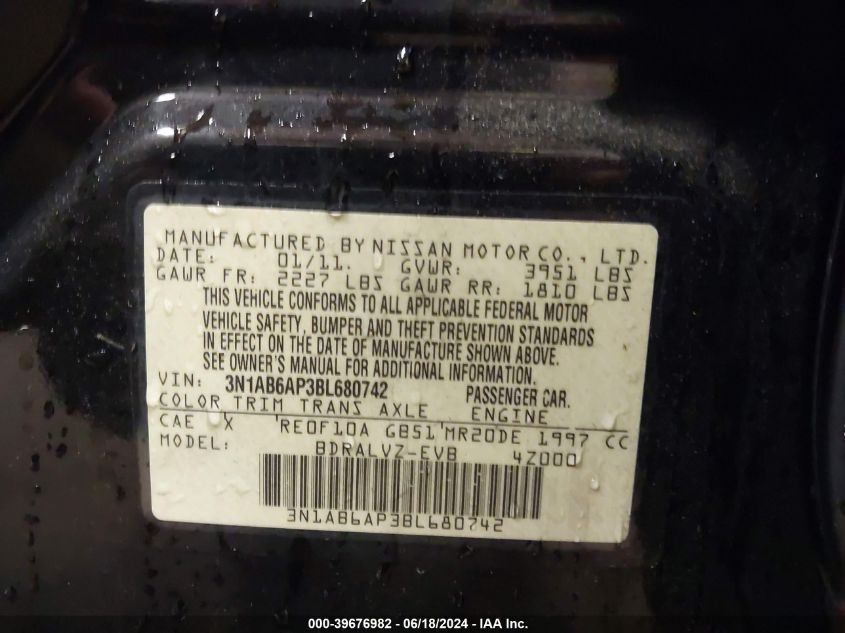 MANUFACTURED BY NISSAN MOTOR CO., LTD.
DATE: 01/11. GVWR: 3951 LBS
GAWR FR: 2227 LBS GAWR RR: 1810 LBS
THIS VEHICLE CONFORMS TO ALL APPLICABLE FEDERAL MOTOR
VEHICLE SAFETY, BUMPER AND THEFT PREVENTION STANDARDS
IN EFFECT ON THE DATE OF MANUFACTURE SHOWN ABOVE.
SEE OWNER'S MANUAL FOR ADDITIONAL INFORMATION.
VIN: 3N1AB6AP3BL680742 PASSENGER CAR.
COLOR TRIM TRANS AXLE ENGINE
CAE X RE0F10A GB51 MR20DE 1997 CC
MODEL: BDRALVZ-EVB 4Z000
3N1AB6AP3BL680742
000-39676982 - 06/18/2024 - IAA Inc.